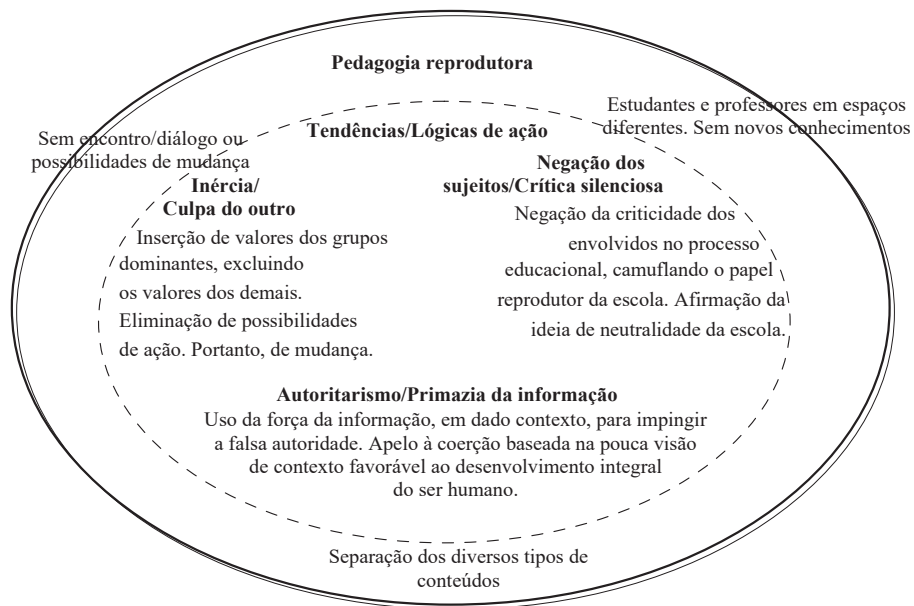 Pedagogia reprodutora
Estudantes e professores em espaços
diferentes. Sem novos conhecimentos
Sem encontro/diálogo ou
possibilidades de mudança
Tendências/Lógicas de ação
Inércia/
Culpa do outro
Inserção de valores dos grupos
dominantes, excluindo
os valores dos demais.
Eliminação de possibilidades
de ação. Portanto, de mudança.
Negação dos
sujeitos/Crítica silenciosa
Negação da criticidade dos
envolvidos no processo
educacional, camuflando o papel
reprodutor da escola. Afirmação da
ideia de neutralidade da escola.
Autoritarismo/Primazia da informação
Uso da força da informação, em dado contexto, para impingir
a falsa autoridade. Apelo à coerção baseada na pouca visão
de contexto favorável ao desenvolvimento integral
do ser humano.
Separação dos diversos tipos de
conteúdos